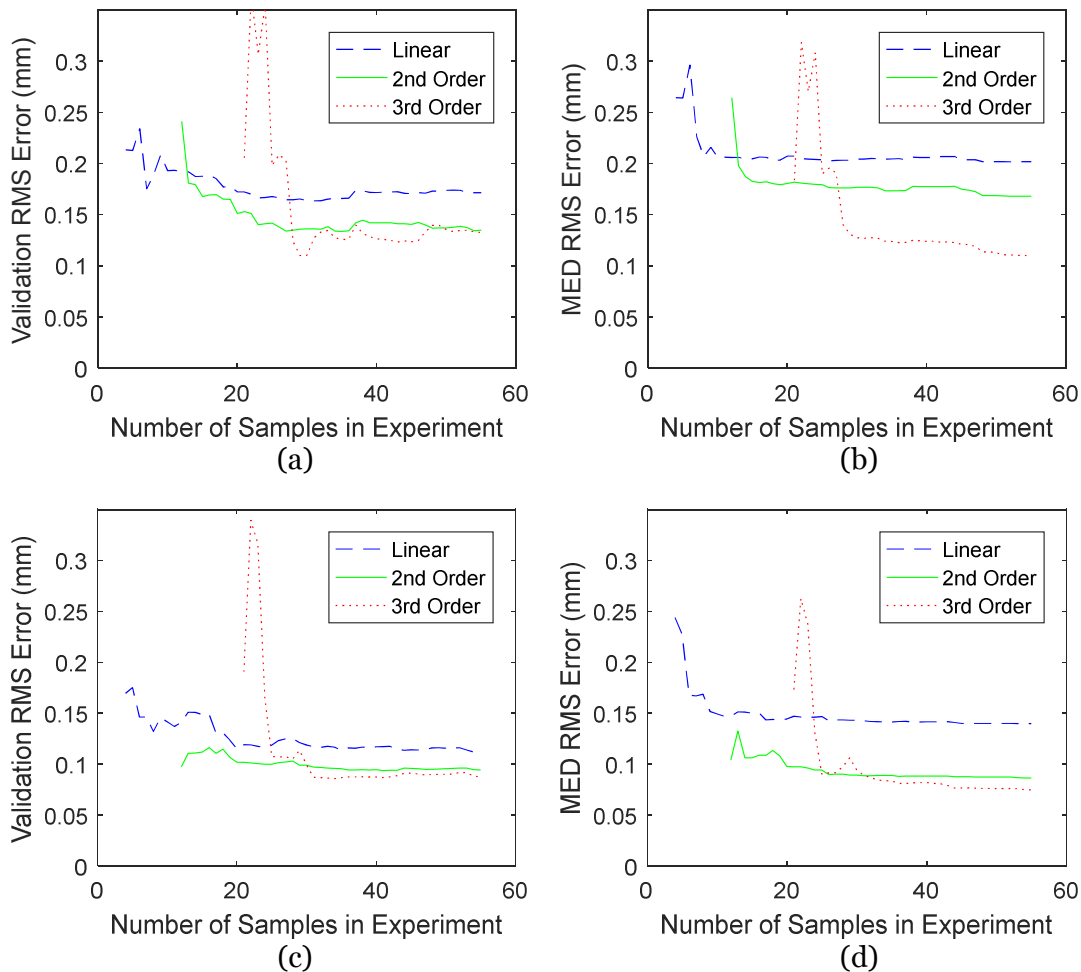 Validation RMS Error (mm)
0.3
0.25
0.2
0.15
0.1
0.05
0
0
20
40
60
Linear
2nd Order
3rd Order
Number of Samples in Experiment
(a)
MED RMS Error (mm)
0.3
0.25
0.2
0.15
0.1
0.05
0
0
20
40
60
Linear
2nd Order
3rd Order
Number of Samples in Experiment
(b)
Validation RMS Error (mm)
0.3
0.25
0.2
0.15
0.1
0.05
0
0
20
40
60
Linear
2nd Order
3rd Order
Number of Samples in Experiment
(c)
MED RMS Error (mm)
0.3
0.25
0.2
0.15
0.1
0.05
0
0
20
40
60
Linear
2nd Order
3rd Order
Number of Samples in Experiment
(d)